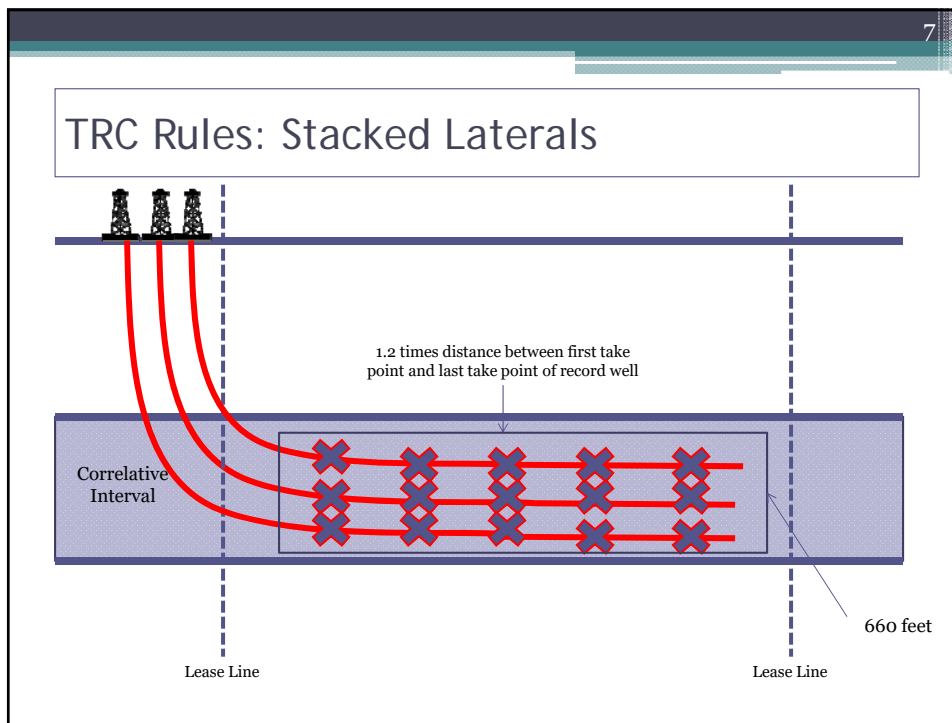 7
TRC Rules: Stacked Laterals
1.2 times distance between first take
point and last take point of record well
Correlative
Interval
660 feet
Lease Line
Lease Line